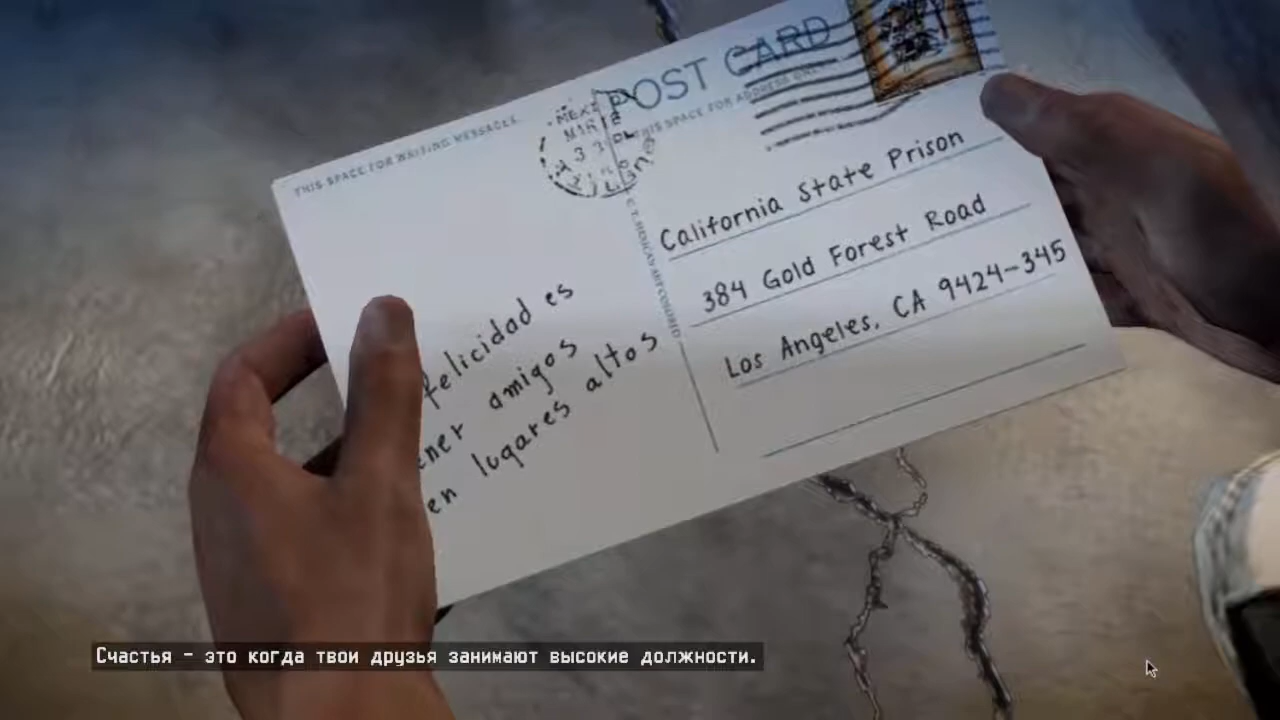 POST CARD
THIS SPACE FOR WRITING MESSAGES
THIS SPACE FOR ADDRESS ONLY
California State Prison
384 Gold Forest Road
Los Angeles, CA 9424-345
felicidad es
ener amigos
en lugares altos
Счастья - это когда твои друзья занимают высокие должности.